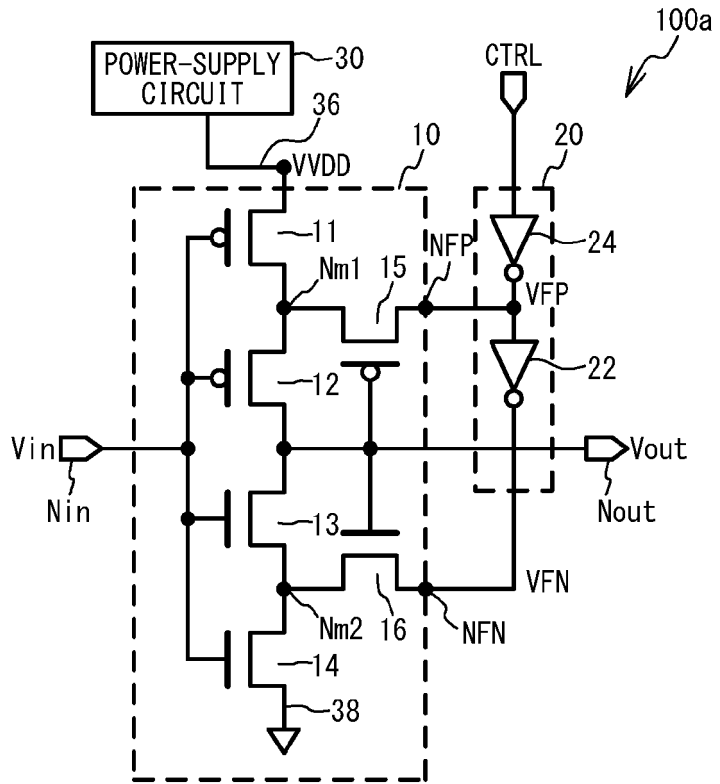 100a
POWER-SUPPLY
CIRCUIT
30
CTRL
36
VVDD
10
20
11
NFP
24
Nm1
15
VFP
12
22
Vin
Vout
Nin
13
Nout
VFN
Nm2
16
NFN
14
38